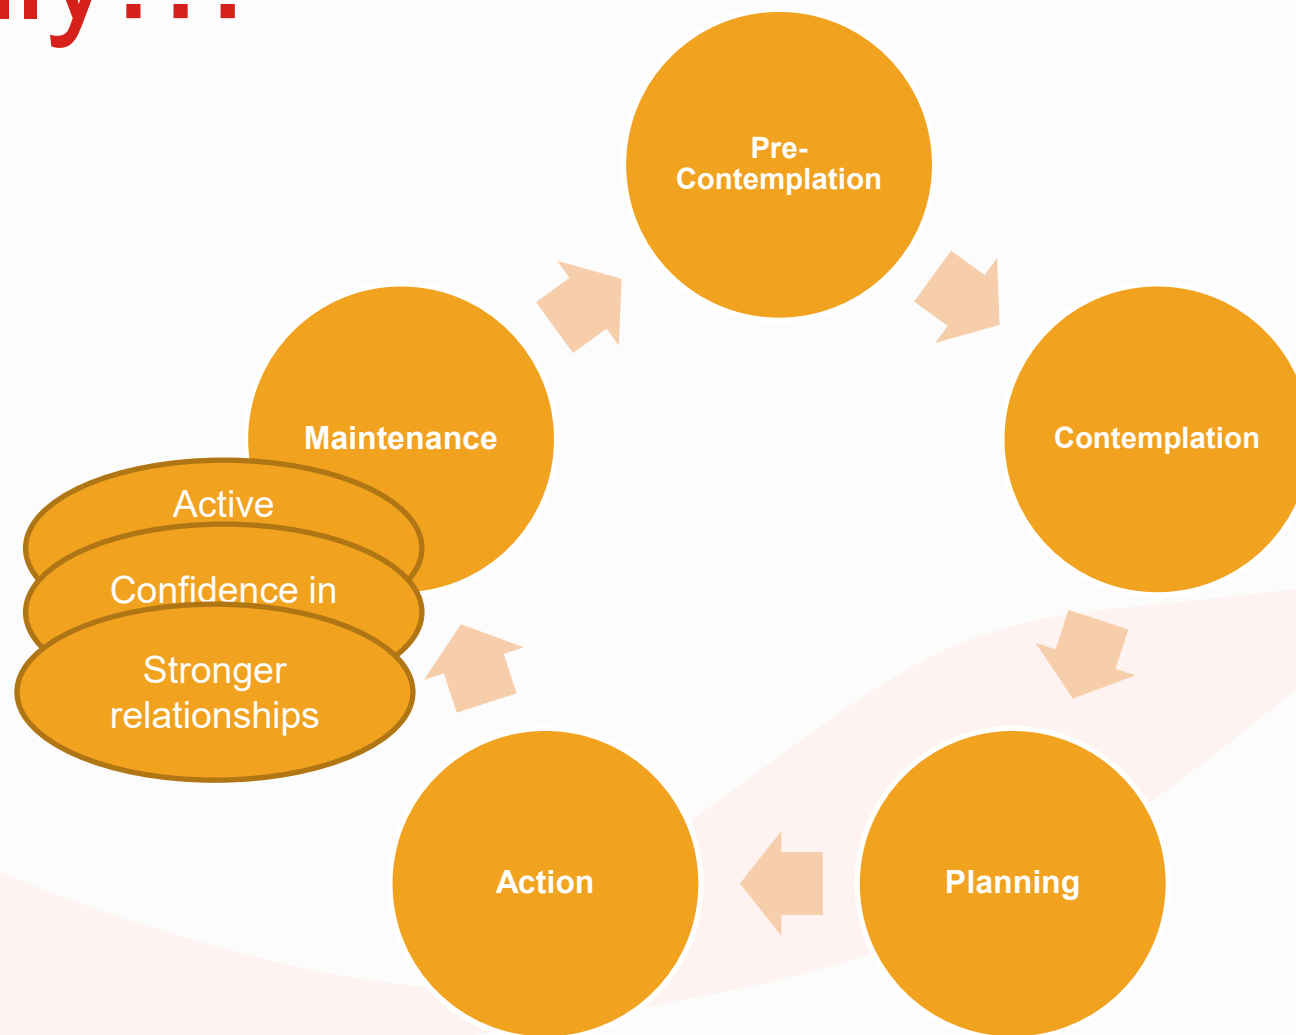 Pre-
Contemplation
Contemplation
Maintenance
Active
Confidence in
Stronger
relationships
Action
Planning